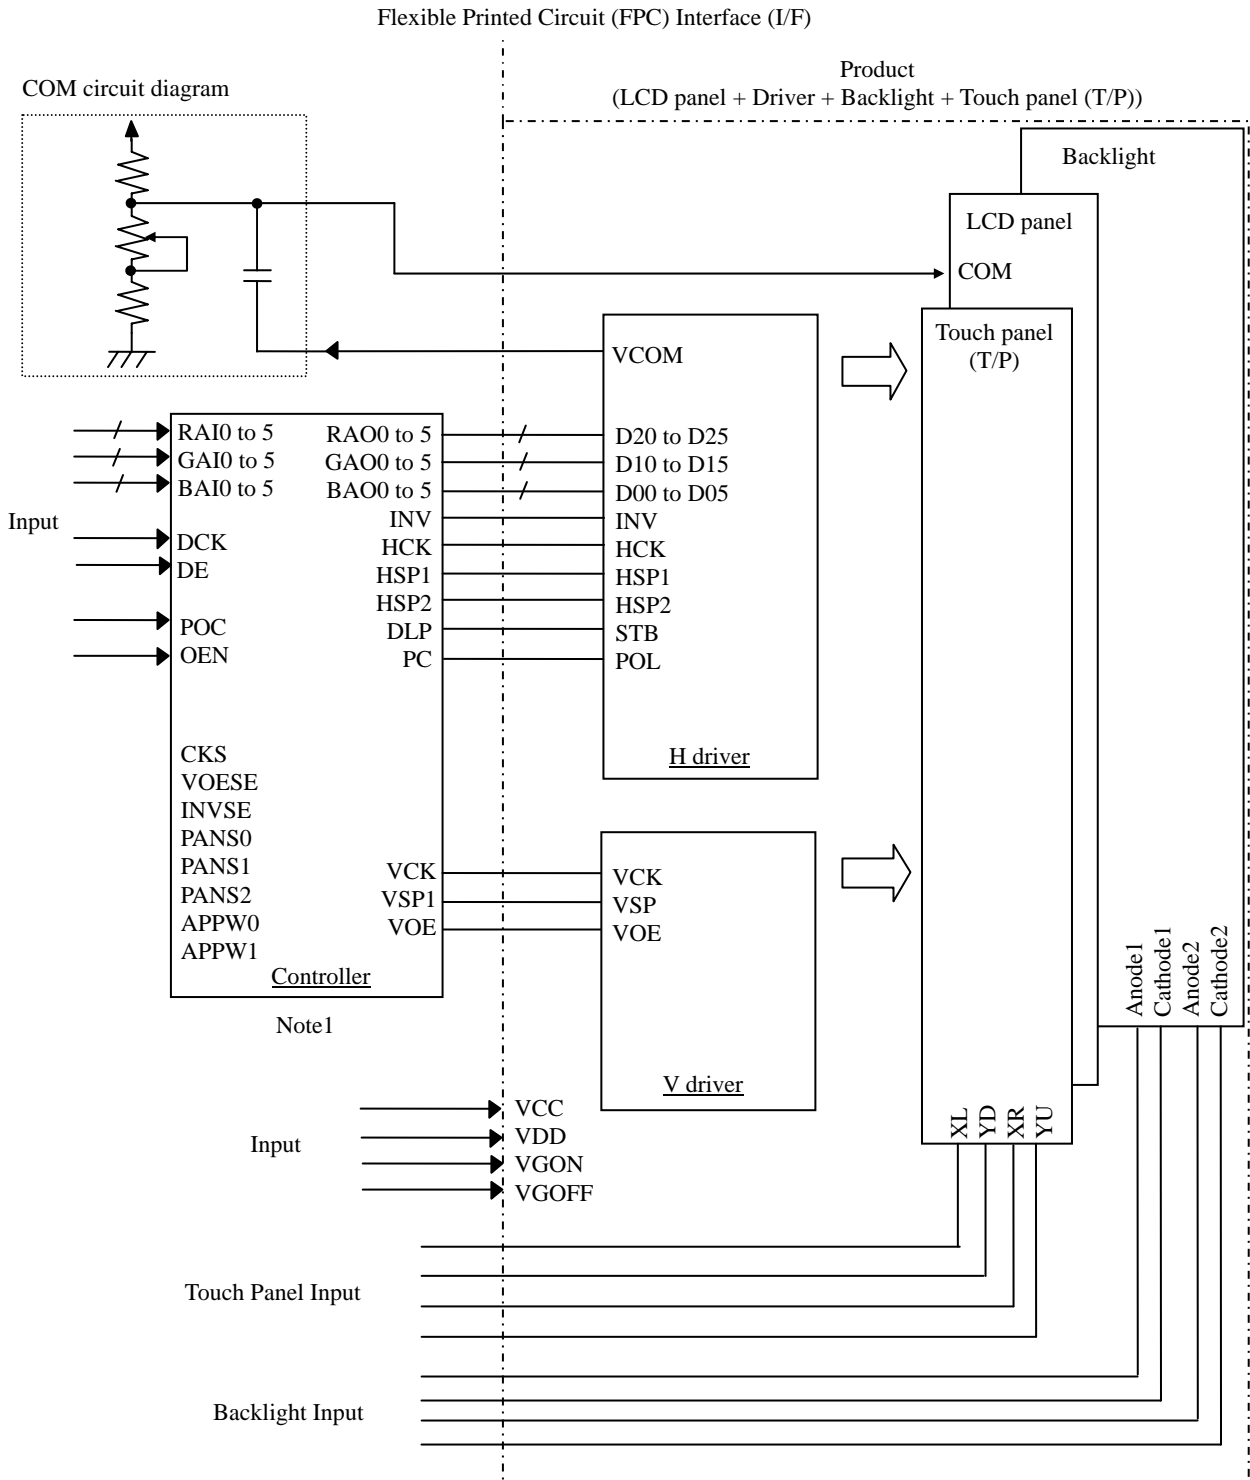 Flexible Printed Circuit (FPC) Interface (I/F)
Product
(LCD panel + Driver + Backlight + Touch panel (T/P))
COM circuit diagram
Backlight
LCD panel
COM
Touch panel
(T/P)
VCOM
D20 to D25
D10 to D15
D00 to D05
INV
HCK
HSP1
HSP2
STB
POL
H driver
Input
RAI0 to 5
GAI0 to 5
BAI0 to 5
DCK
DE
POC
OEN
CKS
VOESE
INVSE
PANS0
PANS1
PANS2
APPW0
APPW1
RAO0 to 5
GAO0 to 5
BAO0 to 5
INV
HCK
HSP1
HSP2
DLP
PC
VCK
VSP1
VOE
Controller
Note1
VCK
VSP
VOE
V driver
Anode1
Cathode1
Anode2
Cathode2
XL
YD
XR
YU
Input
VCC
VDD
VGON
VGOFF
Touch Panel Input
Backlight Input